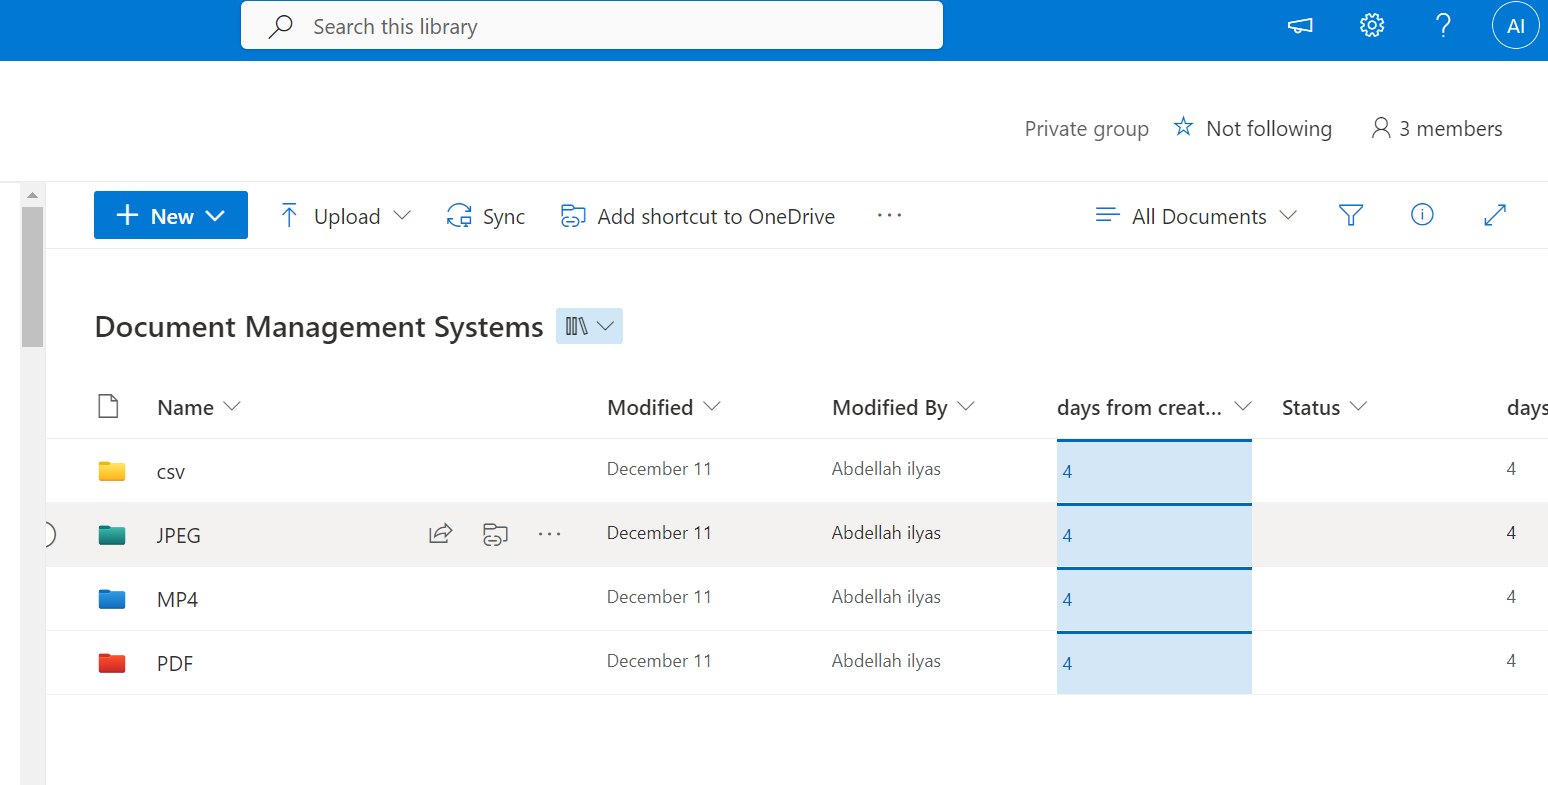 Search this library
AI
Private group Not following 3 members
New Upload Sync Add shortcut to OneDrive ··· All Documents
Document Management Systems
Name Modified Modified By days from creat... Status days
csv December 11 Abdellah ilyas 4 4
JPEG ··· December 11 Abdellah ilyas 4 4
MP4 December 11 Abdellah ilyas 4 4
PDF December 11 Abdellah ilyas 4 4